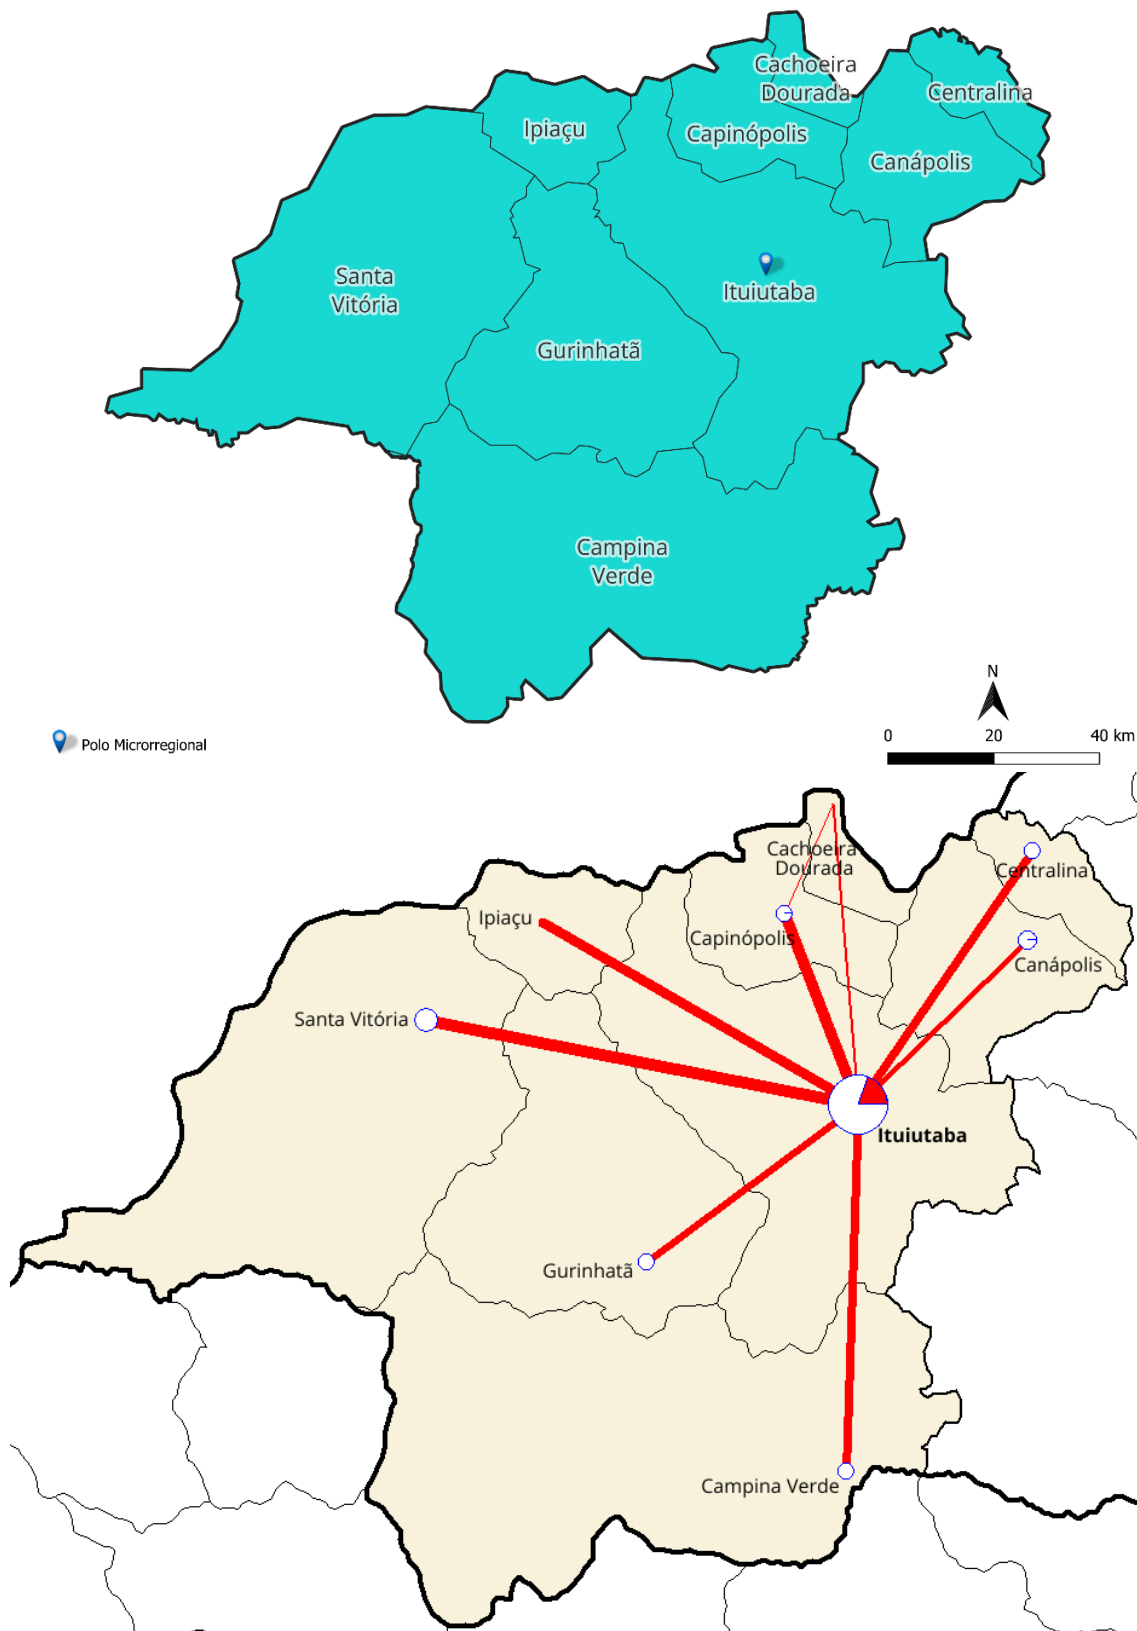 Cachoeira
Dourada
Centralina
Ipiaçu
Capinópolis
Canápolis
Santa
Vitória
Ituiutaba
Gurinhatã
Campina
Verde
N
Polo Microrregional
0 20 40 km
Cachoeira
Dourada
Centralina
Ipiaçu
Capinópolis
Canápolis
Santa Vitória
Ituiutaba
Gurinhatã
Campina Verde